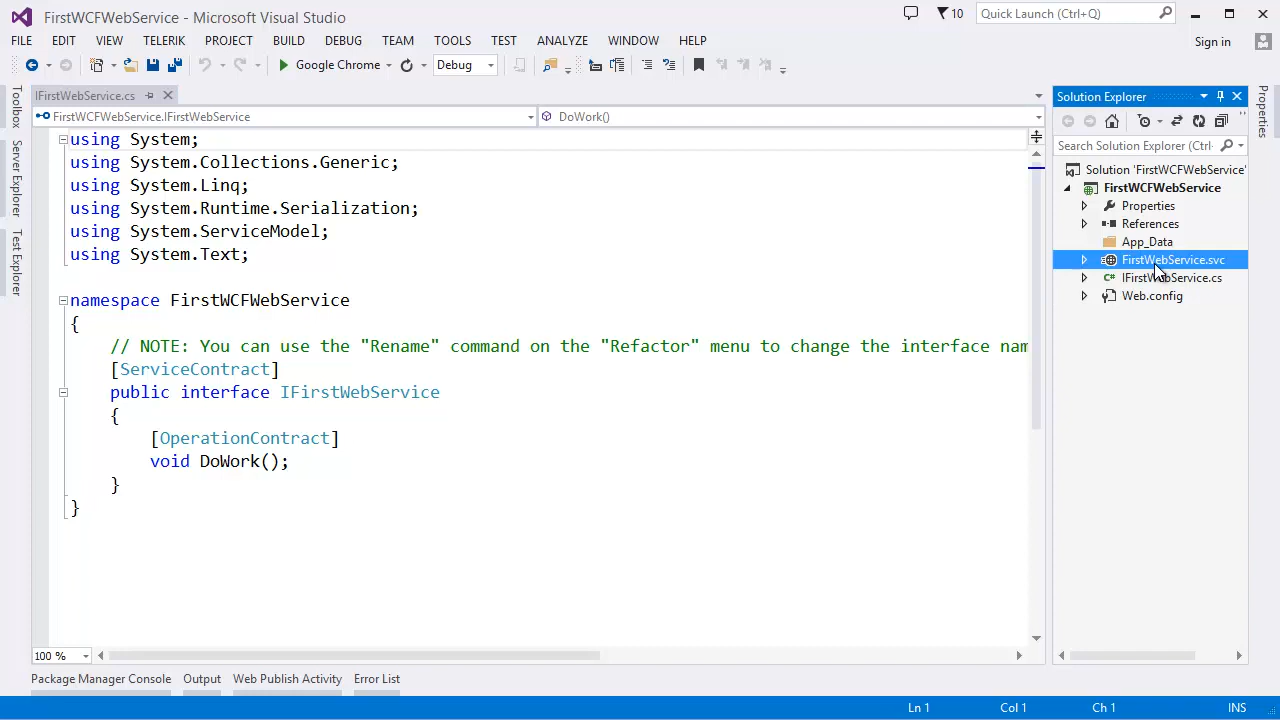 FirstWCFWebService - Microsoft Visual Studio
10
Quick Launch (Ctrl+Q)
FILE EDIT VIEW TELERIK PROJECT BUILD DEBUG TEAM TOOLS TEST ANALYZE WINDOW HELP
Sign in
Google Chrome
Debug
Toolbox
Server Explorer
Test Explorer
IFirstWebService.cs
FirstWCFWebService.IFirstWebService
DoWork()
using System;
using System.Collections.Generic;
using System.Linq;
using System.Runtime.Serialization;
using System.ServiceModel;
using System.Text;
namespace FirstWCFWebService
{
// NOTE: You can use the "Rename" command on the "Refactor" menu to change the interface nam
[ServiceContract]
public interface IFirstWebService
{
[OperationContract]
void DoWork();
}
}
100 %
Solution Explorer
Search Solution Explorer (Ctrl-
Solution 'FirstWCFWebService'
FirstWCFWebService
Properties
References
App_Data
FirstWebService.svc
IFirstWebService.cs
Web.config
Properties
Package Manager Console Output Web Publish Activity Error List
Ln 1 Col 1 Ch 1 INS